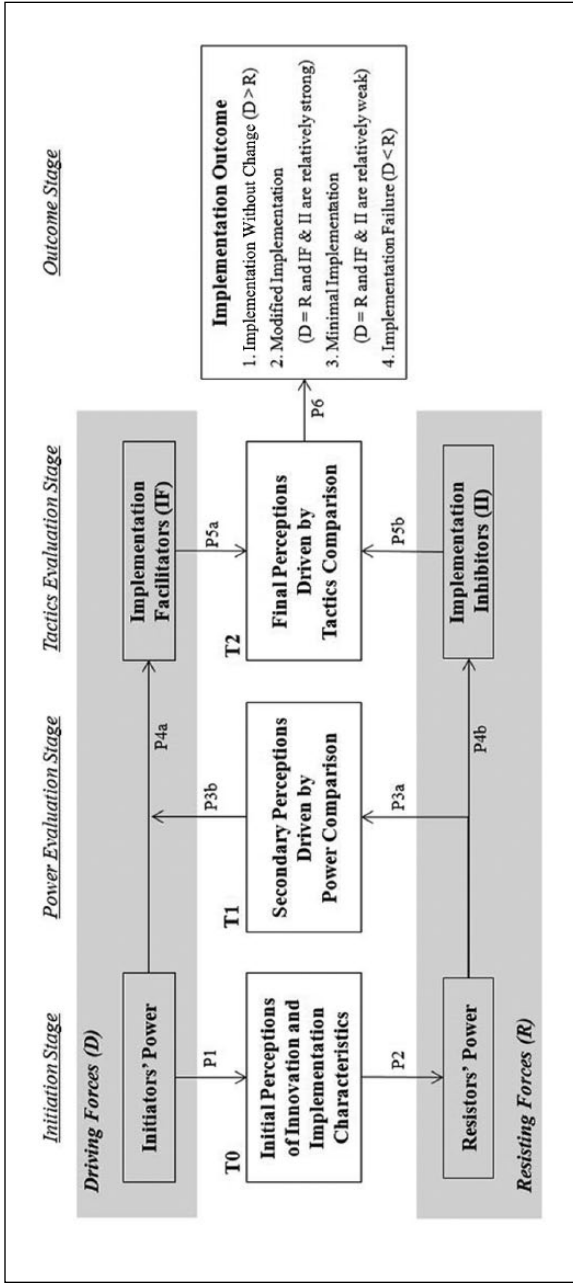 Initiation Stage
Power Evaluation Stage
Tactics Evaluation Stage
Outcome Stage
Driving Forces (D)
Initiators' Power
P4a
Implementation
Facilitators (IF)
P1
P3b
P5a
T0
Initial Perceptions
of Innovation and
Implementation
Characteristics
T1
Secondary Perceptions
Driven by
Power Comparison
T2
Final Perceptions
Driven by
Tactics Comparison
P6
Implementation Outcome
1. Implementation Without Change (D > R)
2. Modified Implementation
(D = R and IF & II are relatively strong)
3. Minimal Implementation
(D = R and IF & II are relatively weak)
4. Implementation Failure (D < R)
P2
P3a
P5b
Resistors' Power
P4b
Implementation
Inhibitors (II)
Resisting Forces (R)